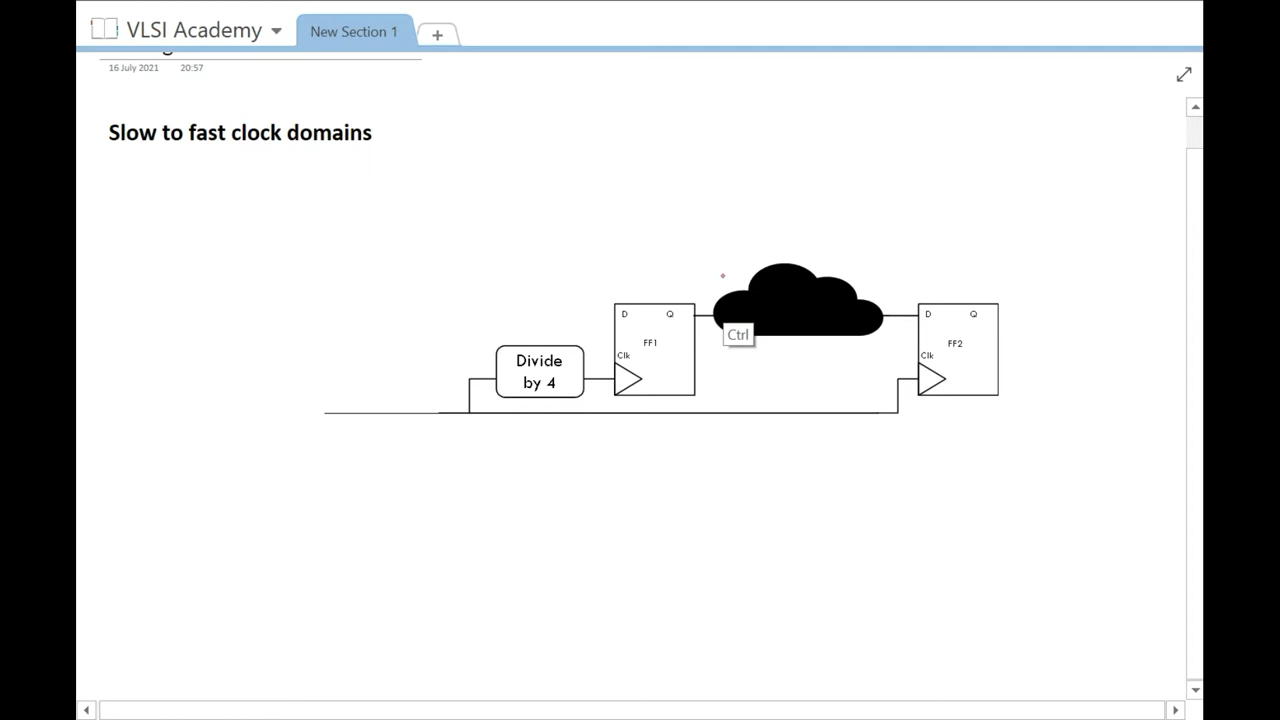 VLSI Academy
New Section 1
+
16 July 2021 20:57
Slow to fast clock domains
D Q
FF1
Clk
Divide
by 4
Ctrl
D Q
FF2
Clk